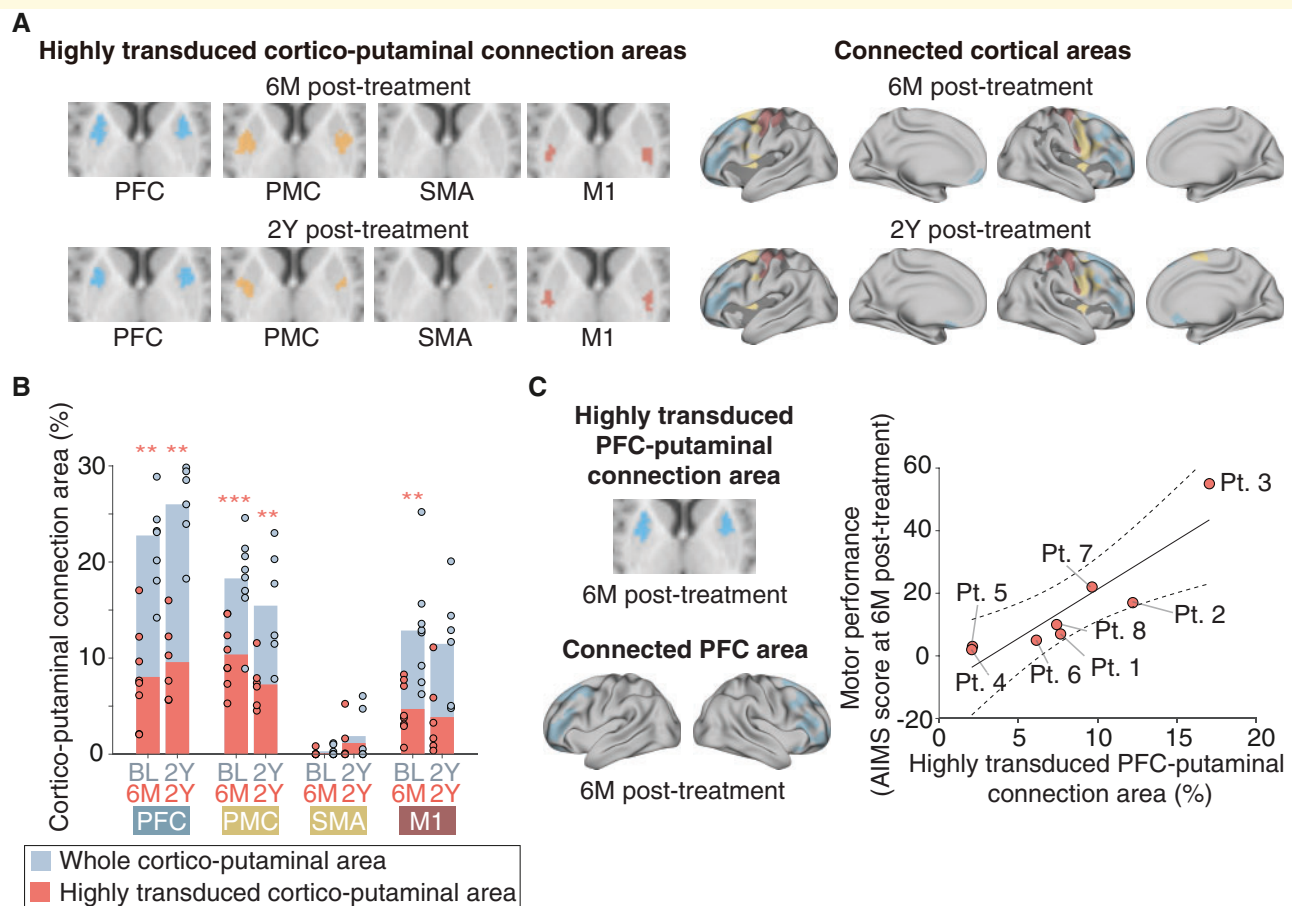 A
Highly transduced cortico-putaminal connection areas
6M post-treatment
PFC
PMC
SMA
M1
2Y post-treatment
PFC
PMC
SMA
M1
Connected cortical areas
6M post-treatment
2Y post-treatment
B
Cortico-putaminal connection area (%)
30
20
10
0
** ** *** ** **
BL 2Y BL 2Y BL 2Y BL 2Y
6M 2Y 6M 2Y 6M 2Y 6M 2Y
PFC PMC SMA M1
Whole cortico-putaminal area
Highly transduced cortico-putaminal area
C
Highly transduced
PFC-putaminal
connection area
6M post-treatment
Connected PFC area
6M post-treatment
Motor perfornance
(AIMS score at 6M post-treatment)
60
40
20
0
-20
Pt. 3
Pt. 7
Pt. 5
Pt. 2
Pt. 8
Pt. 1
Pt. 4
Pt. 6
0 5 10 15 20
Highly transduced PFC-putaminal
connection area (%)